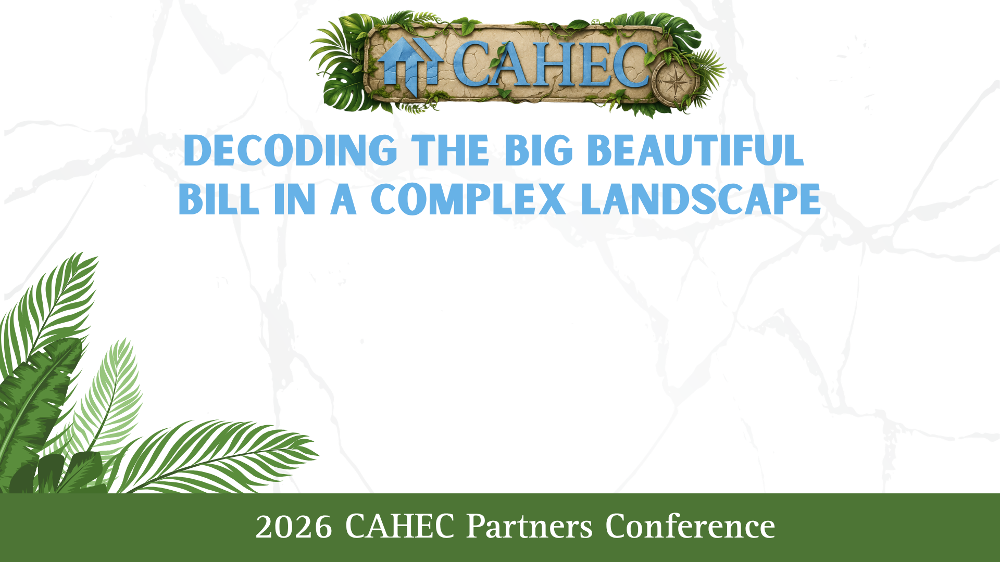 CAHEC
N
W E
S
DECODING THE BIG BEAUTIFUL
BILL IN A COMPLEX LANDSCAPE
2026 CAHEC Partners Conference